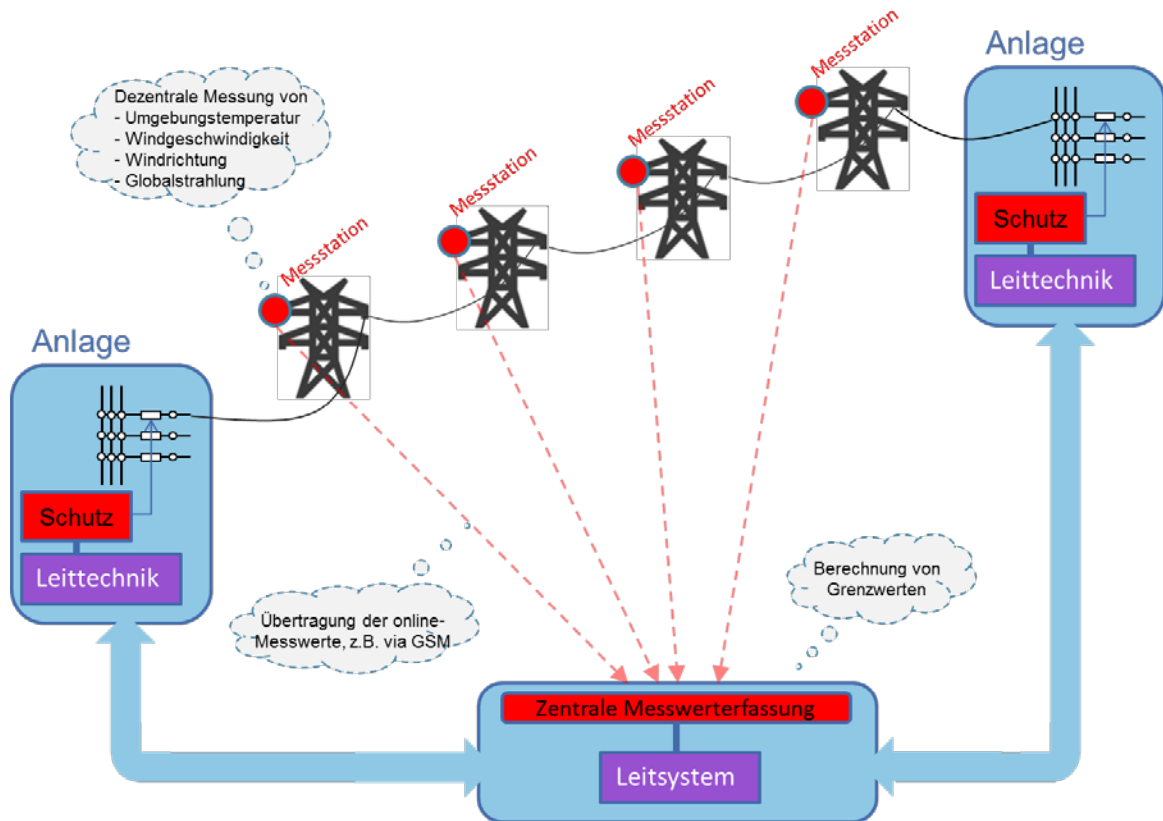 Anlage
Messstation
Dezentrale Messung von
- Umgebungstemperatur
- Windgeschwindigkeit
- Windrichtung
- Globalstrahlung
Messstation
Messstation
Schutz
Leittechnik
Messstation
Anlage
Schutz
Leittechnik
Übertragung der online-
Messwerte, z.B. via GSM
Berechnung von
Grenzwerten
Zentrale Messwerterfassung
Leitsystem